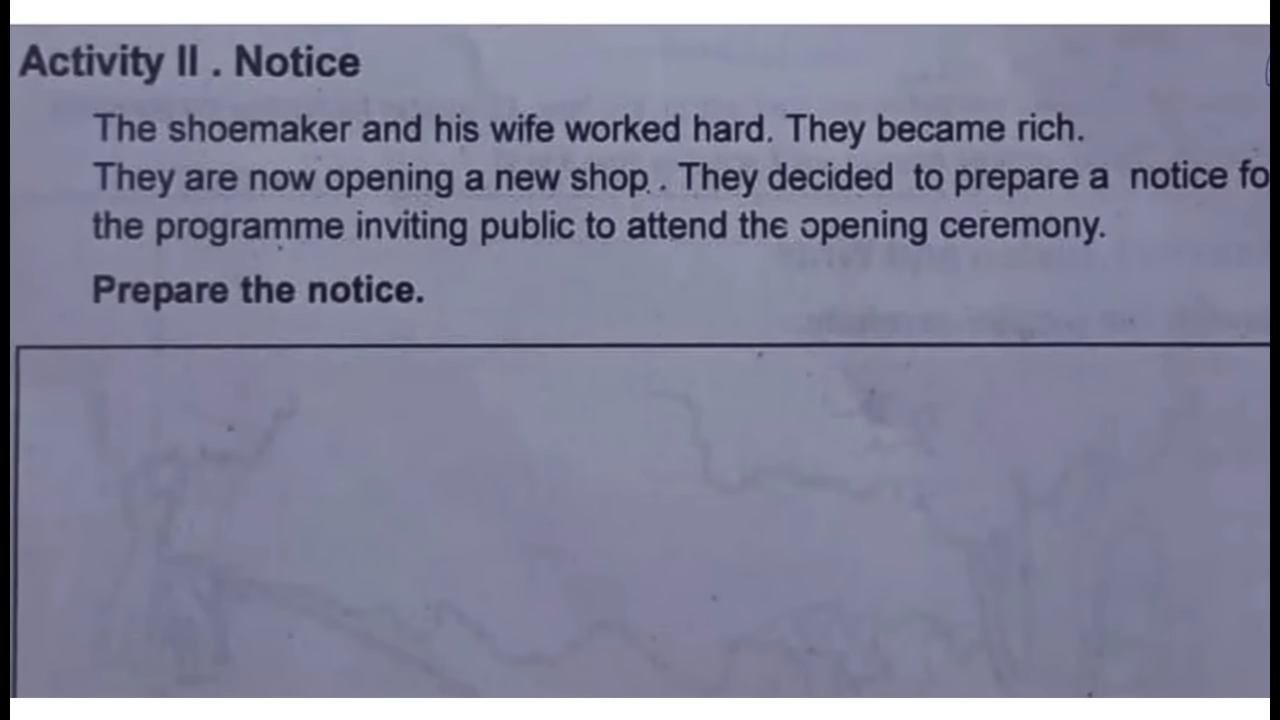 Activity II . Notice
The shoemaker and his wife worked hard. They became rich.
They are now opening a new shop . They decided to prepare a notice fo
the programme inviting public to attend the opening ceremony.
Prepare the notice.